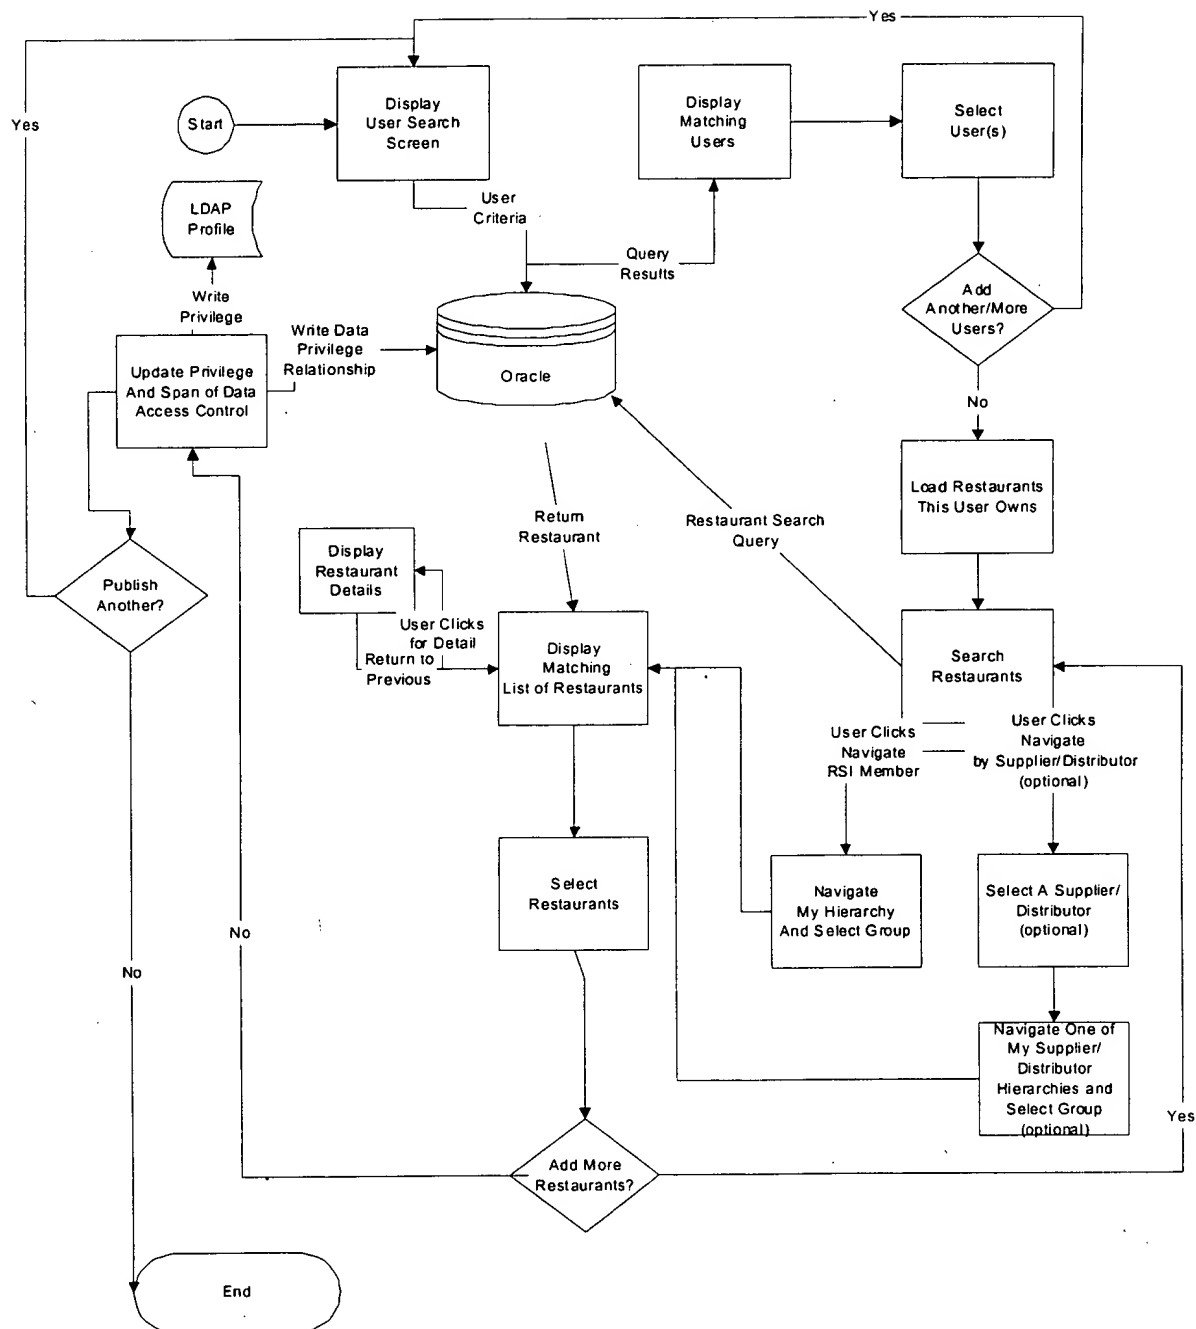 Yes
Yes
Start
Display
User Search
Screen
Display
Matching
Users
Select
User(s)
LDAP
Profile
User
Criteria
Query
Results
Add
Another/More
Users?
Write
Privilege
Write Data
Privilege
Relationship
Oracle
Update Privilege
And Span of Data
Access Control
No
Load Restaurants
This User Owns
Return
Restaurant
Restaurant Search
Query
Display
Restaurant
Details
Publish
Another?
User Clicks
for Detail
Return to
Previous
Display
Matching
List of Restaurants
Search
Restaurants
User Clicks
Navigate
RSI Member
User Clicks
Navigate
by Supplier/Distributor
(optional)
Select
Restaurants
Navigate
My Hierarchy
And Select Group
Select A Supplier/
Distributor
(optional)
No
No
Navigate One of
My Supplier/
Distributor
Hierarchies and
Select Group
(optional)
Yes
Add More
Restaurants?
End